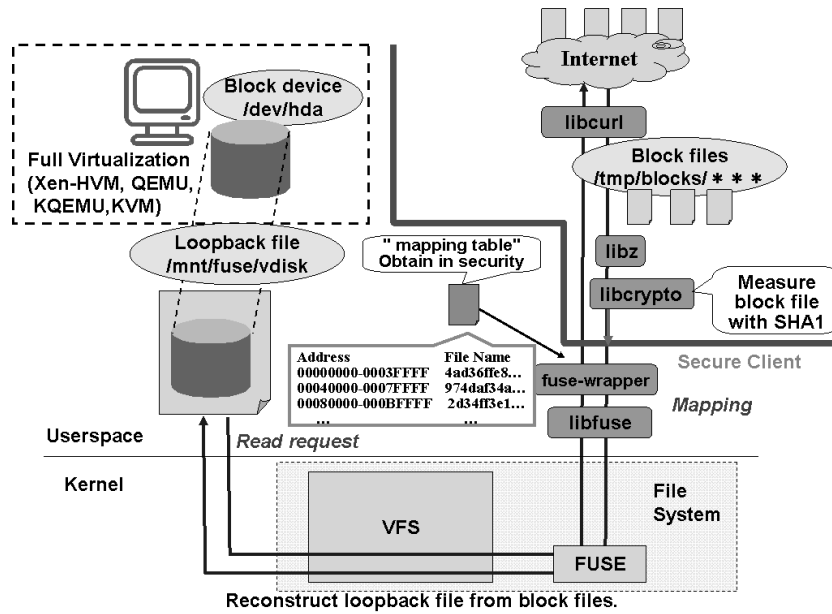 Block device
/dev/hda
Full Virtualization
(Xen-HVM, QEMU,
KQEMU,KVM)
Loopback file
/mnt/fuse/vdisk
Internet
libcurl
Block files
/tmp/blocks/ * * *
" mapping table"
Obtain in security
libz
libcrypto
Measure
block file
with SHA1
Address File Name
00000000-0003FFFF 4ad36ffe8...
00040000-0007FFFF 974daf34a...
00080000-000BFFFF 2d34ff3e1...
... ...
Secure Client
fuse-wrapper
Mapping
libfuse
Userspace
Read request
Kernel
VFS
File
System
FUSE
Reconstruct loopback file from block files.